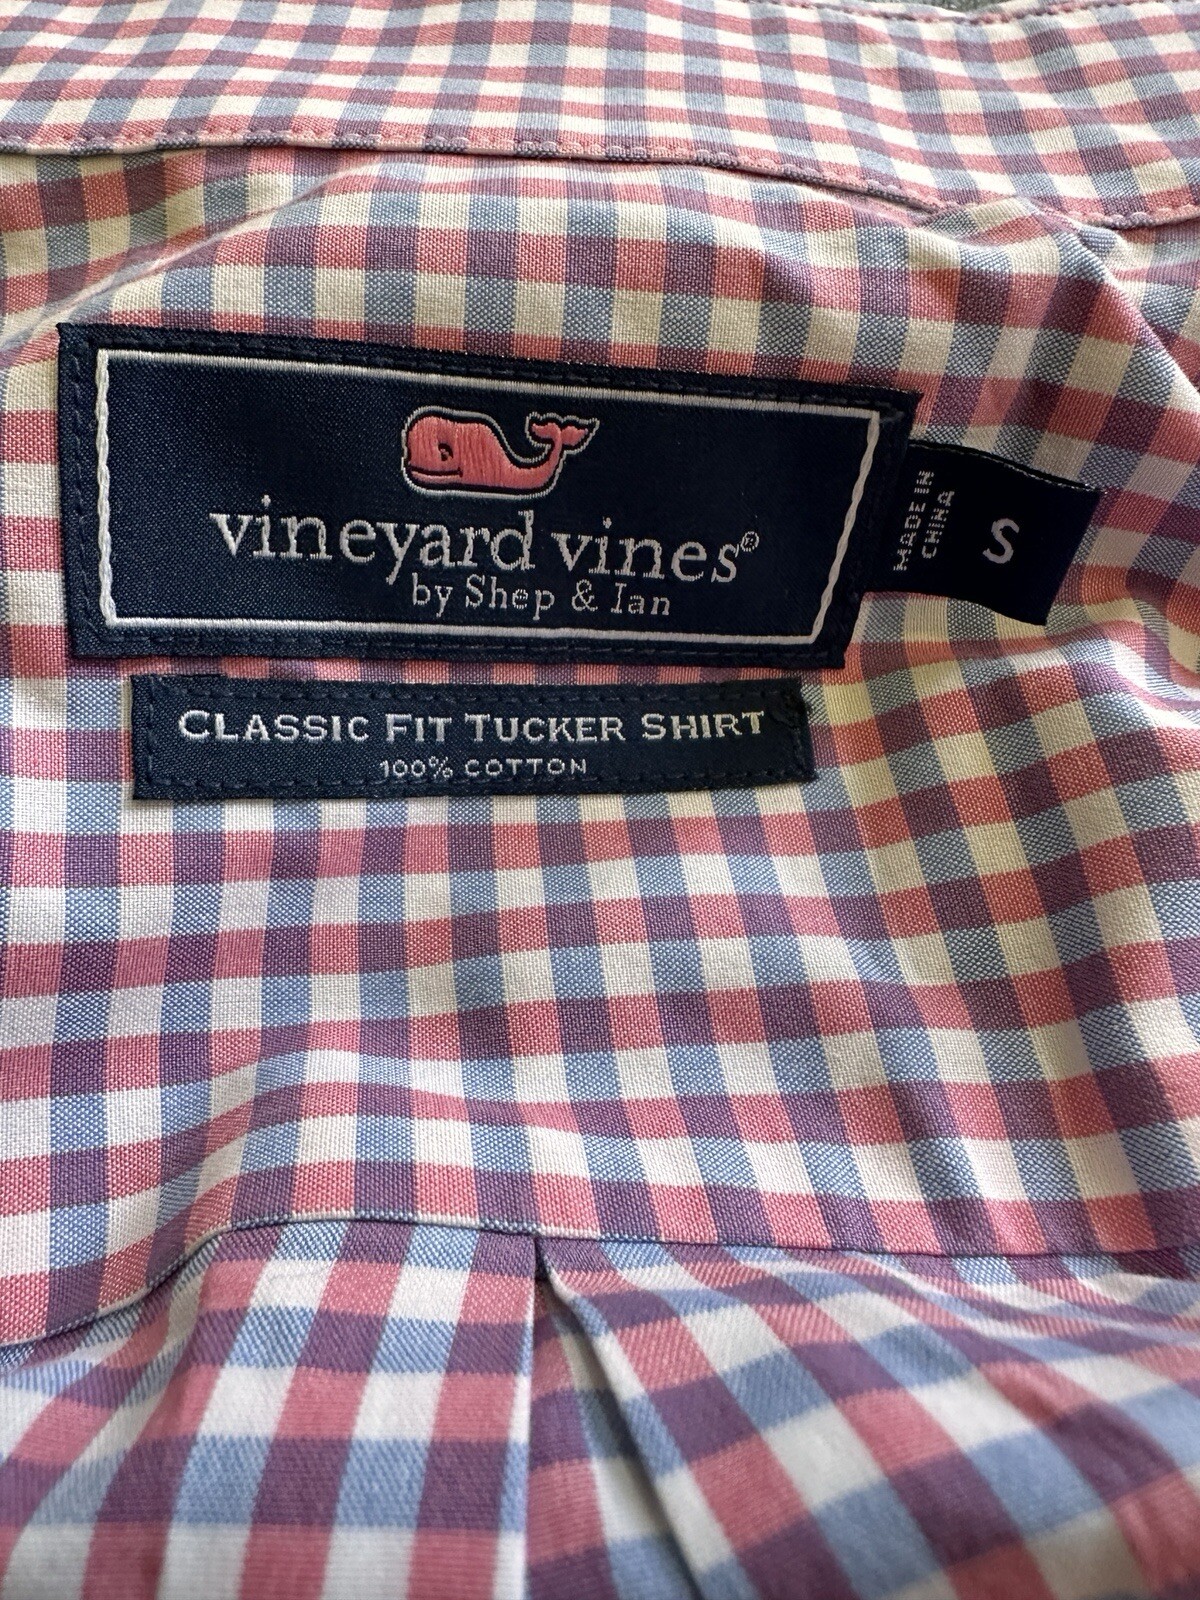 vineyard vines®
by Shep & Ian
MADE IN
CHINA
S
CLASSIC FIT TUCKER SHIRT
100% COTTON